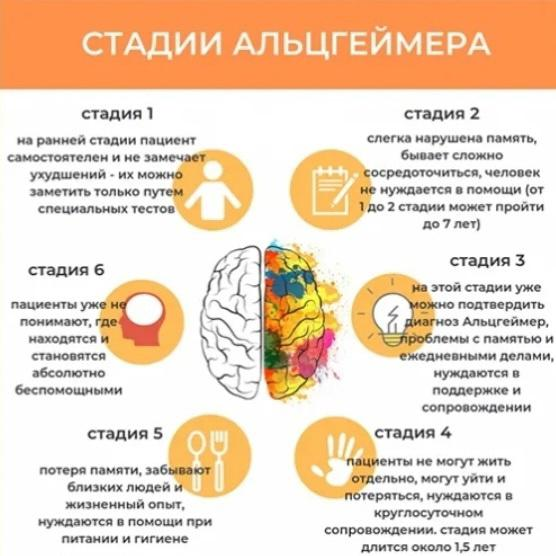 СТАДИИ АЛЬЦГЕЙМЕРА
стадия 1
на ранней стадии пациент
самостоятелен и не замечает
ухудшений - их можно
заметить только путем
специальных тестов
стадия 2
слегка нарушена память,
бывает сложно
сосредоточиться, человек
не нуждается в помощи (от
1 до 2 стадии может пройти
до 7 лет)
стадия 3
на этой стадии уже
можно подтвердить
диагноз Альцгеймер,
проблемы с памятью и
ежедневными делами,
нуждаются в
поддержке и
сопровождении
стадия 4
пациенты не могут жить
отдельно, могут уйти и
потеряться, нуждаются в
круглосуточном
сопровождении. стадия может
длится около 1,5 лет
стадия 5
потеря памяти, забывают
близких людей и
жизненный опыт,
нуждаются в помощи при
питании и гигиене
стадия 6
пациенты уже не
понимают, где
находятся и
становятся
абсолютно
беспомощными